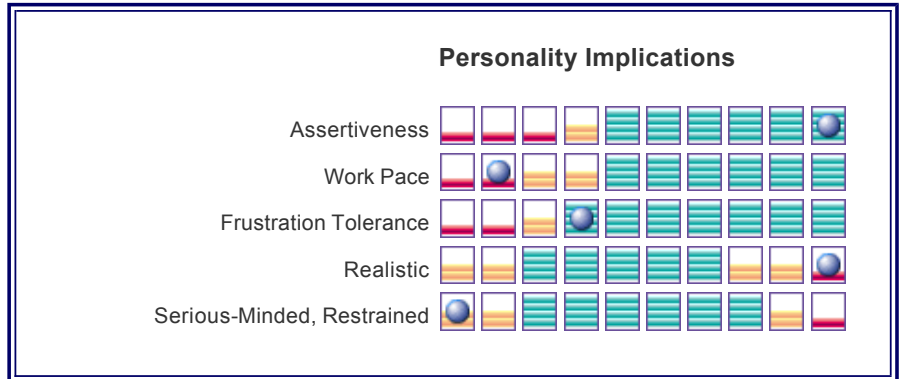 Personality Implications
Assertiveness
Work Pace
Frustration Tolerance
Realistic
Serious-Minded, Restrained